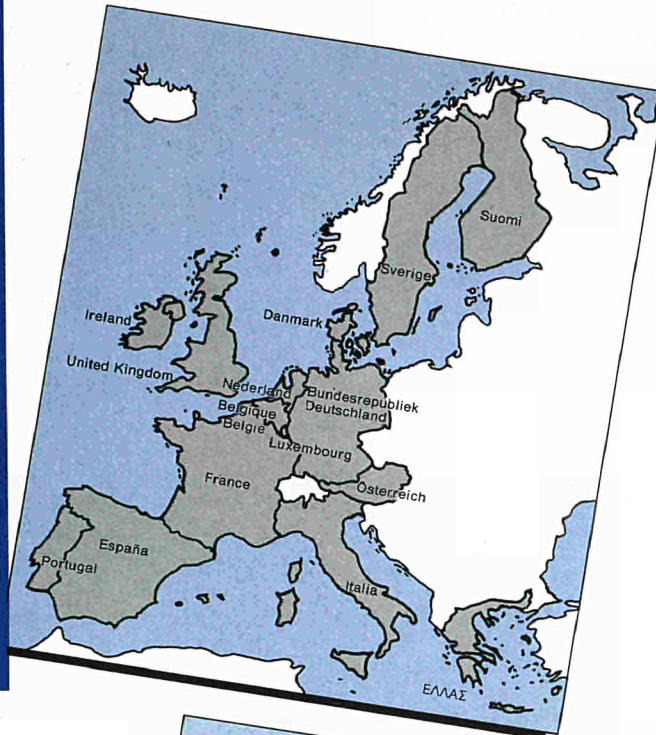 Suomi
Sverige
Danmark
Ireland
United Kingdom
Nederland
Bundesrepubliek
Deutschland
Belgique
België
Luxembourg
France
Österreich
España
Portugal
Italia
ΕΛΛΑΣ